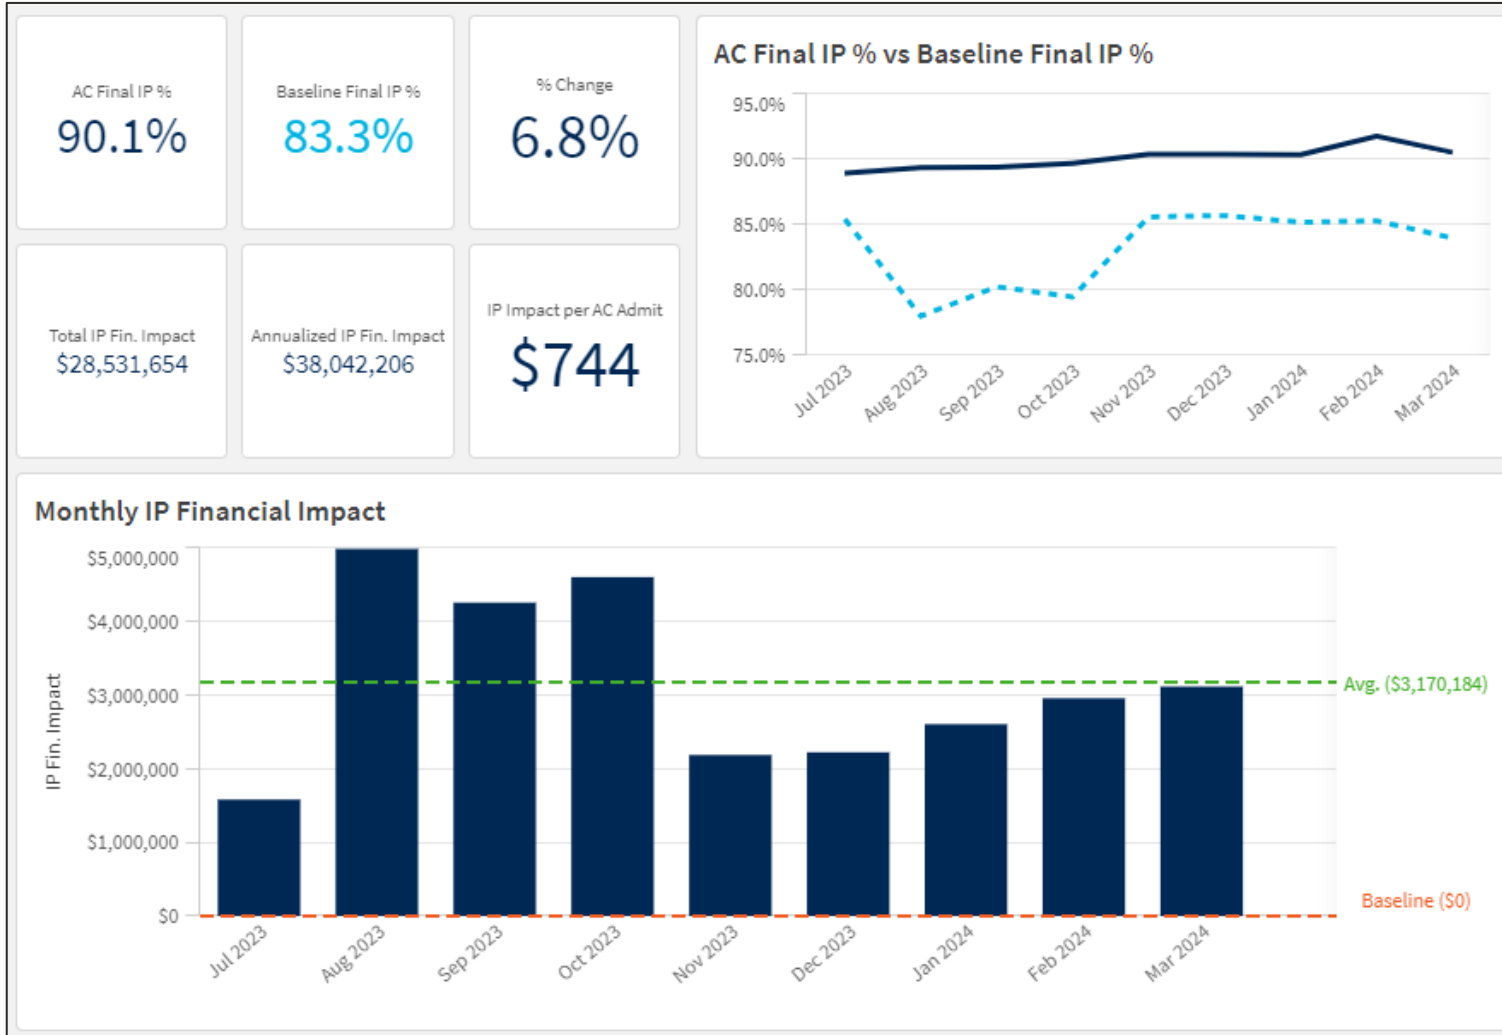 AC Final IP %
90.1%
Baseline Final IP %
83.3%
% Change
6.8%
Total IP Fin. Impact
$28,531,654
Annualized IP Fin. Impact
$38,042,206
IP Impact per AC Admit
$744
AC Final IP % vs Baseline Final IP %
95.0%
90.0%
85.0%
80.0%
75.0%
Jul 2023
Aug 2023
Sep 2023
Oct 2023
Nov 2023
Dec 2023
Jan 2024
Feb 2024
Mar 2024
Monthly IP Financial Impact
IP Fin. Impact
$5,000,000
$4,000,000
$3,000,000
$2,000,000
$1,000,000
$0
Avg. ($3,170,184)
Baseline ($0)
Jul 2023
Aug 2023
Sep 2023
Oct 2023
Nov 2023
Dec 2023
Jan 2024
Feb 2024
Mar 2024